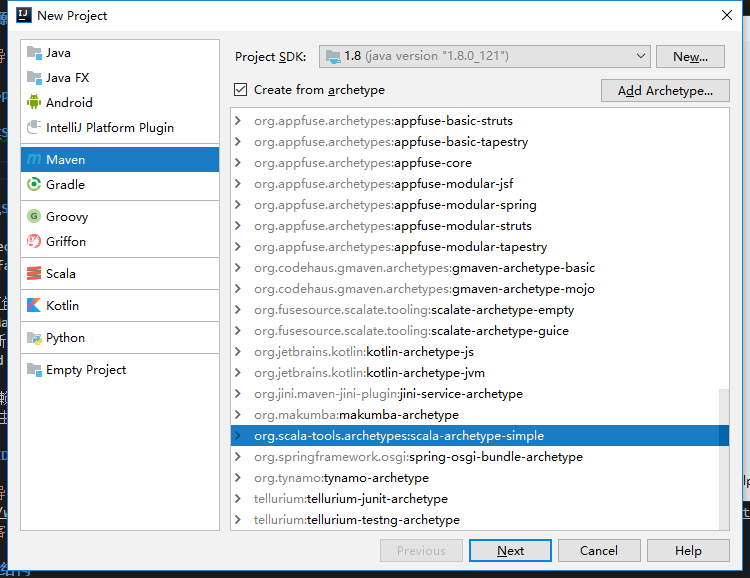 New Project
Java
Java FX
Android
IntelliJ Platform Plugin
Maven
Gradle
Groovy
Griffon
Scala
Kotlin
Python
Empty Project
Project SDK: 1.8 (java version "1.8.0_121") New...
Create from archetype Add Archetype...
org.appfuse.archetypes:appfuse-basic-struts
org.appfuse.archetypes:appfuse-basic-tapestry
org.appfuse.archetypes:appfuse-core
org.appfuse.archetypes:appfuse-modular-jsf
org.appfuse.archetypes:appfuse-modular-spring
org.appfuse.archetypes:appfuse-modular-struts
org.appfuse.archetypes:appfuse-modular-tapestry
org.codehaus.gmaven.archetypes:gmaven-archetype-basic
org.codehaus.gmaven.archetypes:gmaven-archetype-mojo
org.fusesource.scalate.tooling:scalate-archetype-empty
org.fusesource.scalate.tooling:scalate-archetype-guice
org.jetbrains.kotlin:kotlin-archetype-js
org.jetbrains.kotlin:kotlin-archetype-jvm
org.jini.maven-jini-plugin:jini-service-archetype
org.makumba:makumba-archetype
org.scala-tools.archetypes:scala-archetype-simple
org.springframework.osgi:spring-osgi-bundle-archetype
org.tynamo:tynamo-archetype
tellurium:tellurium-junit-archetype
tellurium:tellurium-testng-archetype
Previous Next Cancel Help